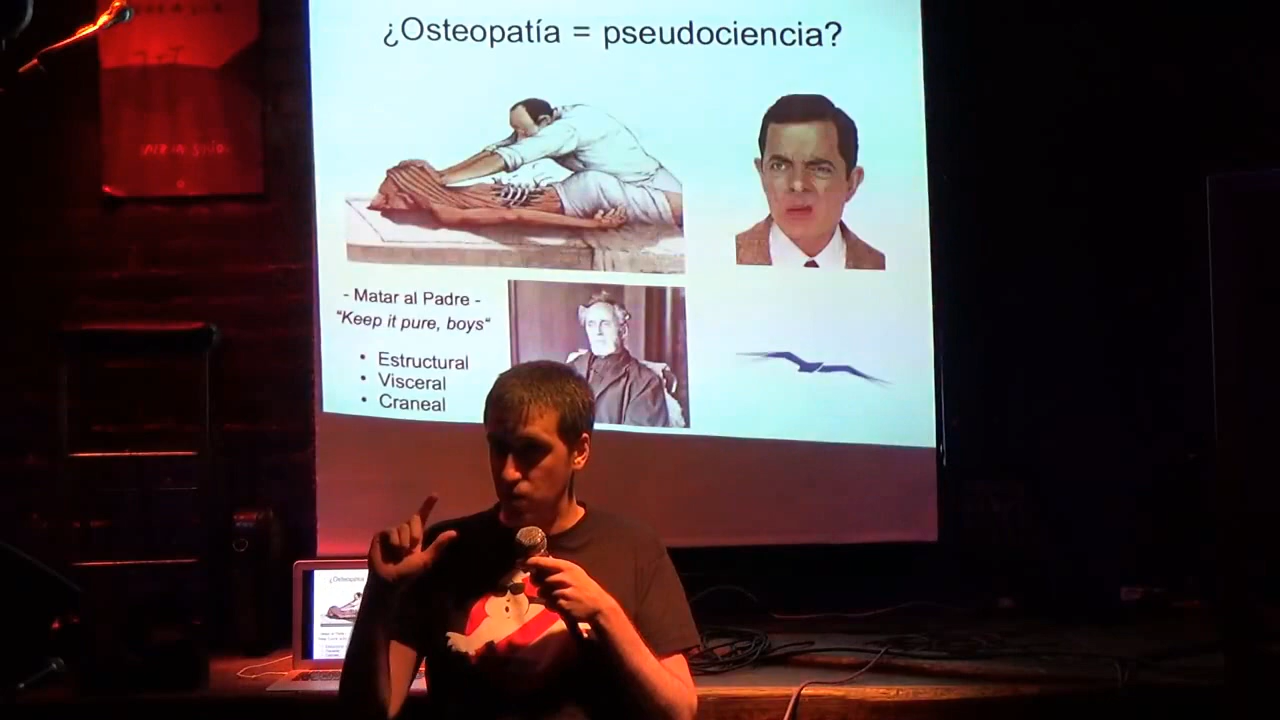 ¿Osteopatía = pseudociencia?
- Matar al Padre -
“Keep it pure, boys“
• Estructural
• Visceral
• Craneal